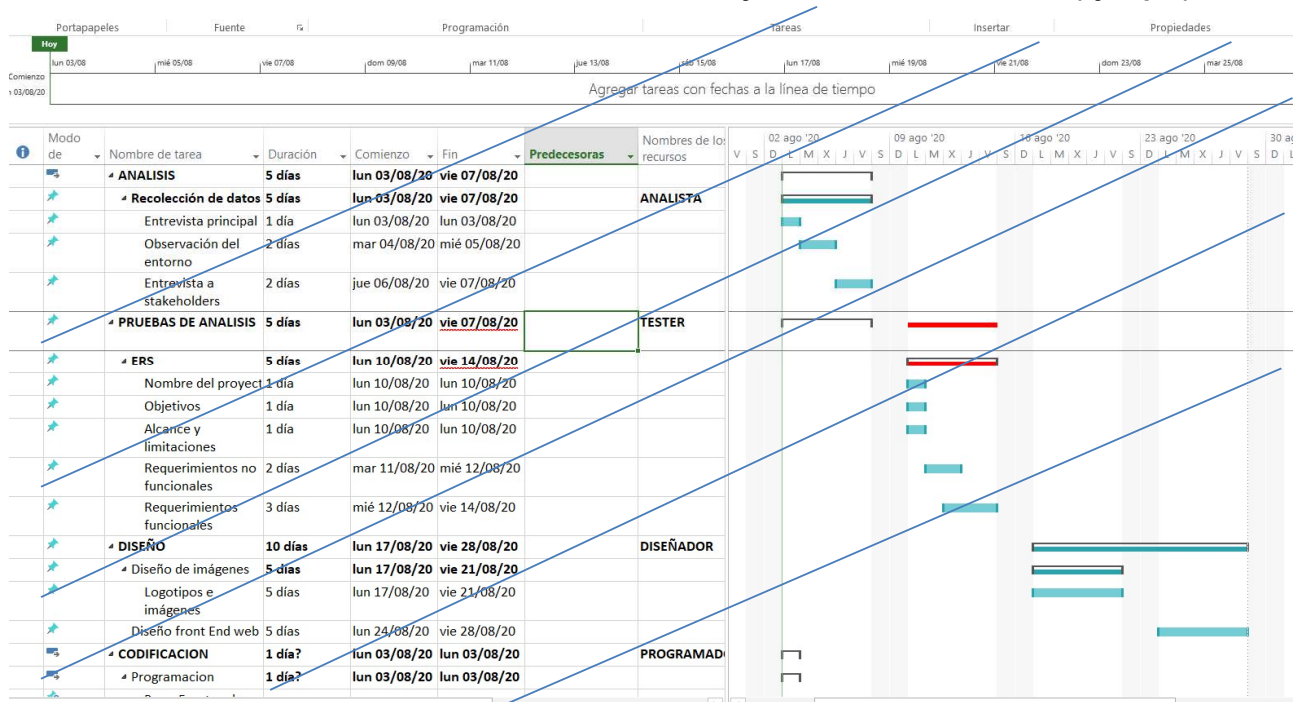 Portapapeles Fuente Programación Tareas Insertar Propiedades
Hoy
lun 03/08 mié 05/08 vie 07/08 dom 09/08 mar 11/08 jue 13/08 sáb 15/08 lun 17/08 mié 19/08 vie 21/08 dom 23/08 mar 25/08
Comienzo
03/08/20
Agregar tareas con fechas a la línea de tiempo
Modo de Nombre de tarea Duración Comienzo Fin Predecesoras Nombres de los recursos
02 ago '20 09 ago '20 16 ago '20 23 ago '20 30 ag
V S D L M X J V S D L M X J V S D L M X J V S D L M X J V S D L
ANALISIS 5 días lun 03/08/20 vie 07/08/20
Recolección de datos 5 días lun 03/08/20 vie 07/08/20 ANALISTA
Entrevista principal 1 día lun 03/08/20 lun 03/08/20
Observación del entorno 2 días mar 04/08/20 mié 05/08/20
Entrevista a stakeholders 2 días jue 06/08/20 vie 07/08/20
PRUEBAS DE ANALISIS 5 días lun 03/08/20 vie 07/08/20 TESTER
ERS 5 días lun 10/08/20 vie 14/08/20
Nombre del proyect 1 día lun 10/08/20 lun 10/08/20
Objetivos 1 día lun 10/08/20 lun 10/08/20
Alcance y limitaciones 1 día lun 10/08/20 lun 10/08/20
Requerimientos no funcionales 2 días mar 11/08/20 mié 12/08/20
Requerimientos funcionales 3 días mié 12/08/20 vie 14/08/20
DISEÑO 10 días lun 17/08/20 vie 28/08/20 DISEÑADOR
Diseño de imágenes 5 días lun 17/08/20 vie 21/08/20
Logotipos e imágenes 5 días lun 17/08/20 vie 21/08/20
Diseño front End web 5 días lun 24/08/20 vie 28/08/20
CODIFICACION 1 día? lun 03/08/20 lun 03/08/20 PROGRAMADO
Programacion 1 día? lun 03/08/20 lun 03/08/20